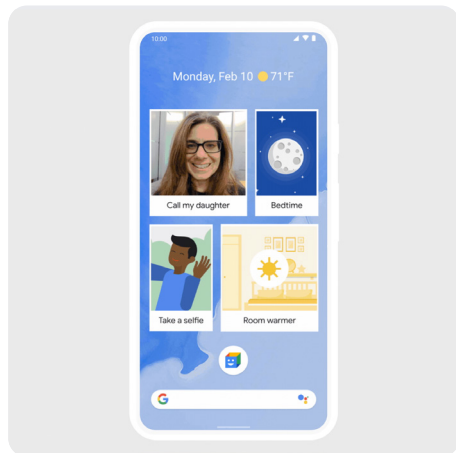 10:00
Monday, Feb 10 71°F
Call my daughter
Bedtime
Take a selfie
Room warmer
G